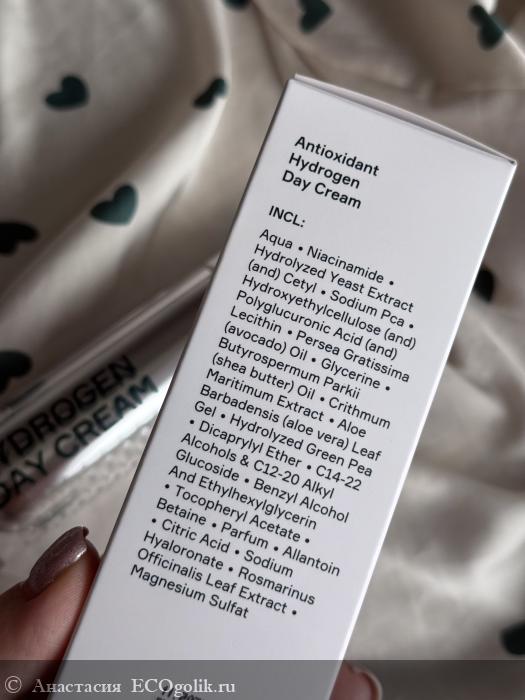 Antioxidant
Hydrogen
Day Cream
INCL:
Aqua • Niacinamide •
Hydrolyzed Yeast Extract
(and) Cetyl • Sodium Pca •
Hydroxyethylcellulose (and)
Polyglucuronic Acid (and)
Lecithin • Persea Gratissima
(avocado) Oil • Glycerine •
Butyrospermum Parkii
(shea butter) Oil • Crithmum
Maritimum Extract • Aloe
Barbadensis (aloe vera) Leaf
Gel • Hydrolyzed Green Pea
• Dicaprylyl Ether • C14-22
Alcohols & C12-20 Alkyl
Glucoside • Benzyl Alcohol
And Ethylhexylglycerin
• Tocopheryl Acetate •
Betaine • Parfum • Allantoin
• Citric Acid • Sodium
Hyaloronate • Rosmarinus
Officinalis Leaf Extract •
Magnesium Sulfat
YDROGEN
DAY CREAM
© Анастасия ECOgolik.ru